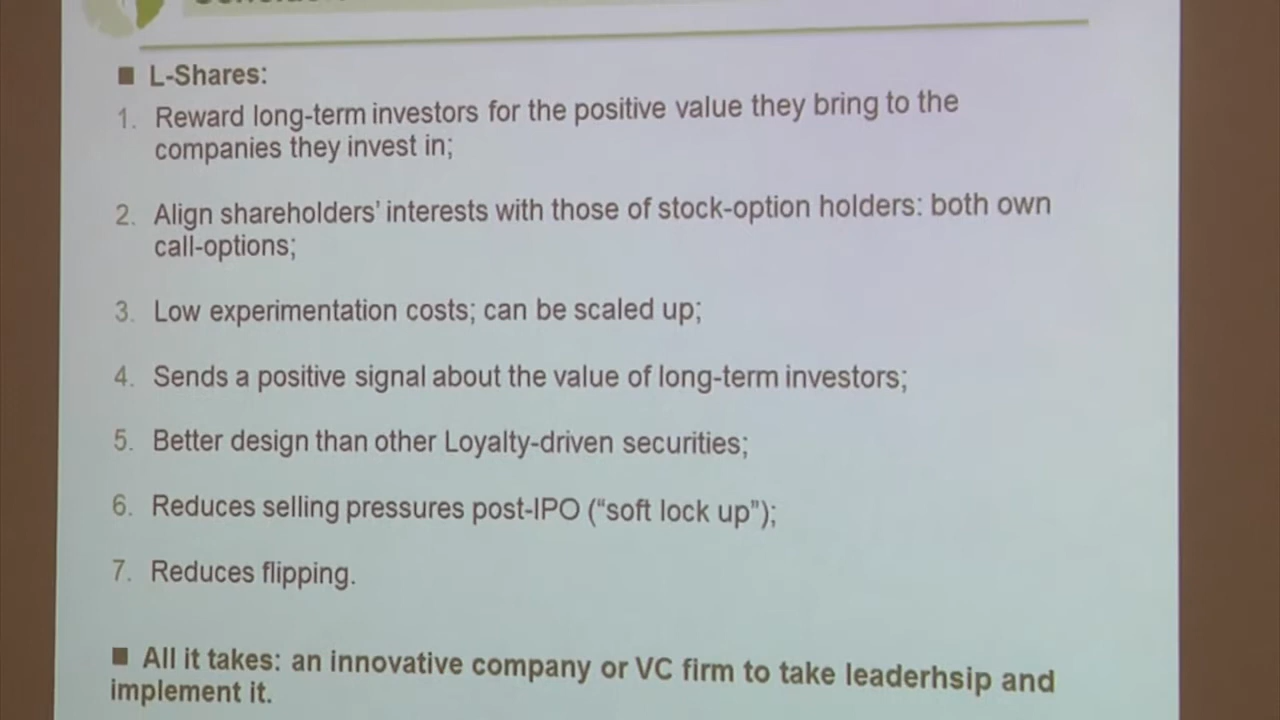 ■ L-Shares:
1. Reward long-term investors for the positive value they bring to the
companies they invest in;
2. Align shareholders' interests with those of stock-option holders: both own
call-options;
3. Low experimentation costs; can be scaled up;
4. Sends a positive signal about the value of long-term investors;
5. Better design than other Loyalty-driven securities;
6. Reduces selling pressures post-IPO (“soft lock up”);
7. Reduces flipping.
■ All it takes: an innovative company or VC firm to take leaderhsip and
implement it.